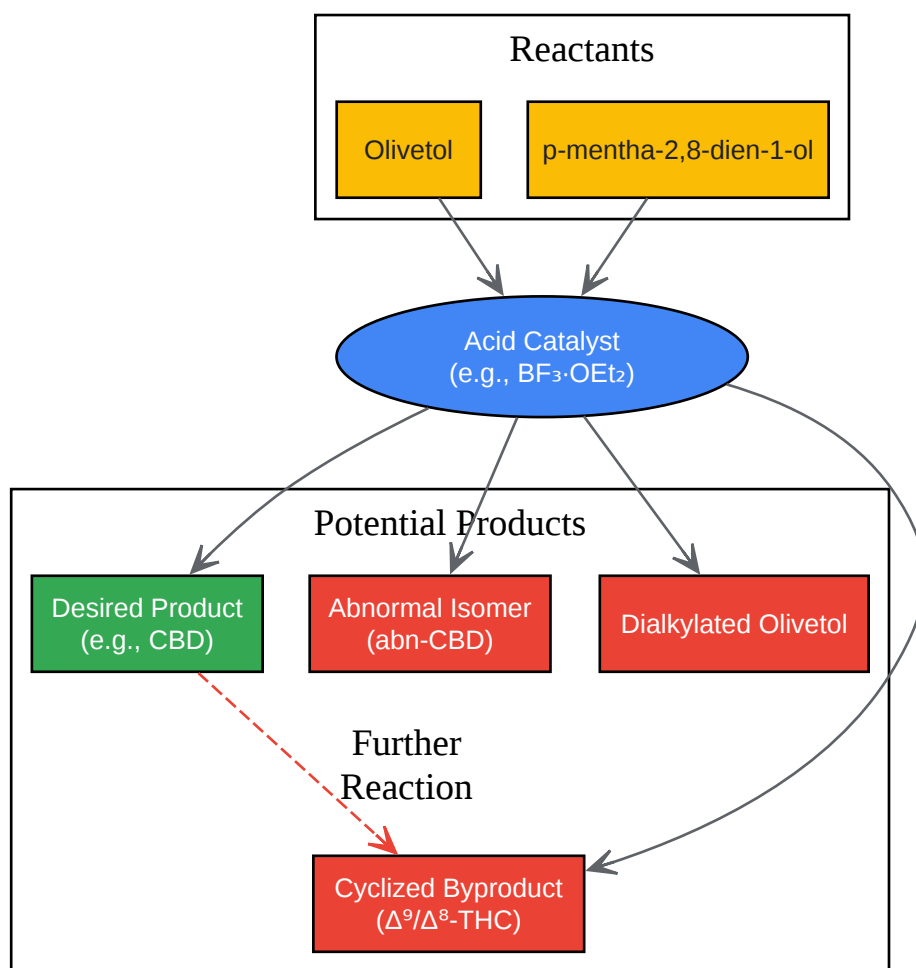 Reactants
Olivetol
p-mentha-2,8-dien-1-ol
Acid Catalyst
(e.g., BF₃·OEt₂)
Potential Products
Desired Product
(e.g., CBD)
Abnormal Isomer
(abn-CBD)
Dialkylated Olivetol
Further
Reaction
Cyclized Byproduct
(Δ⁹/Δ⁸-THC)